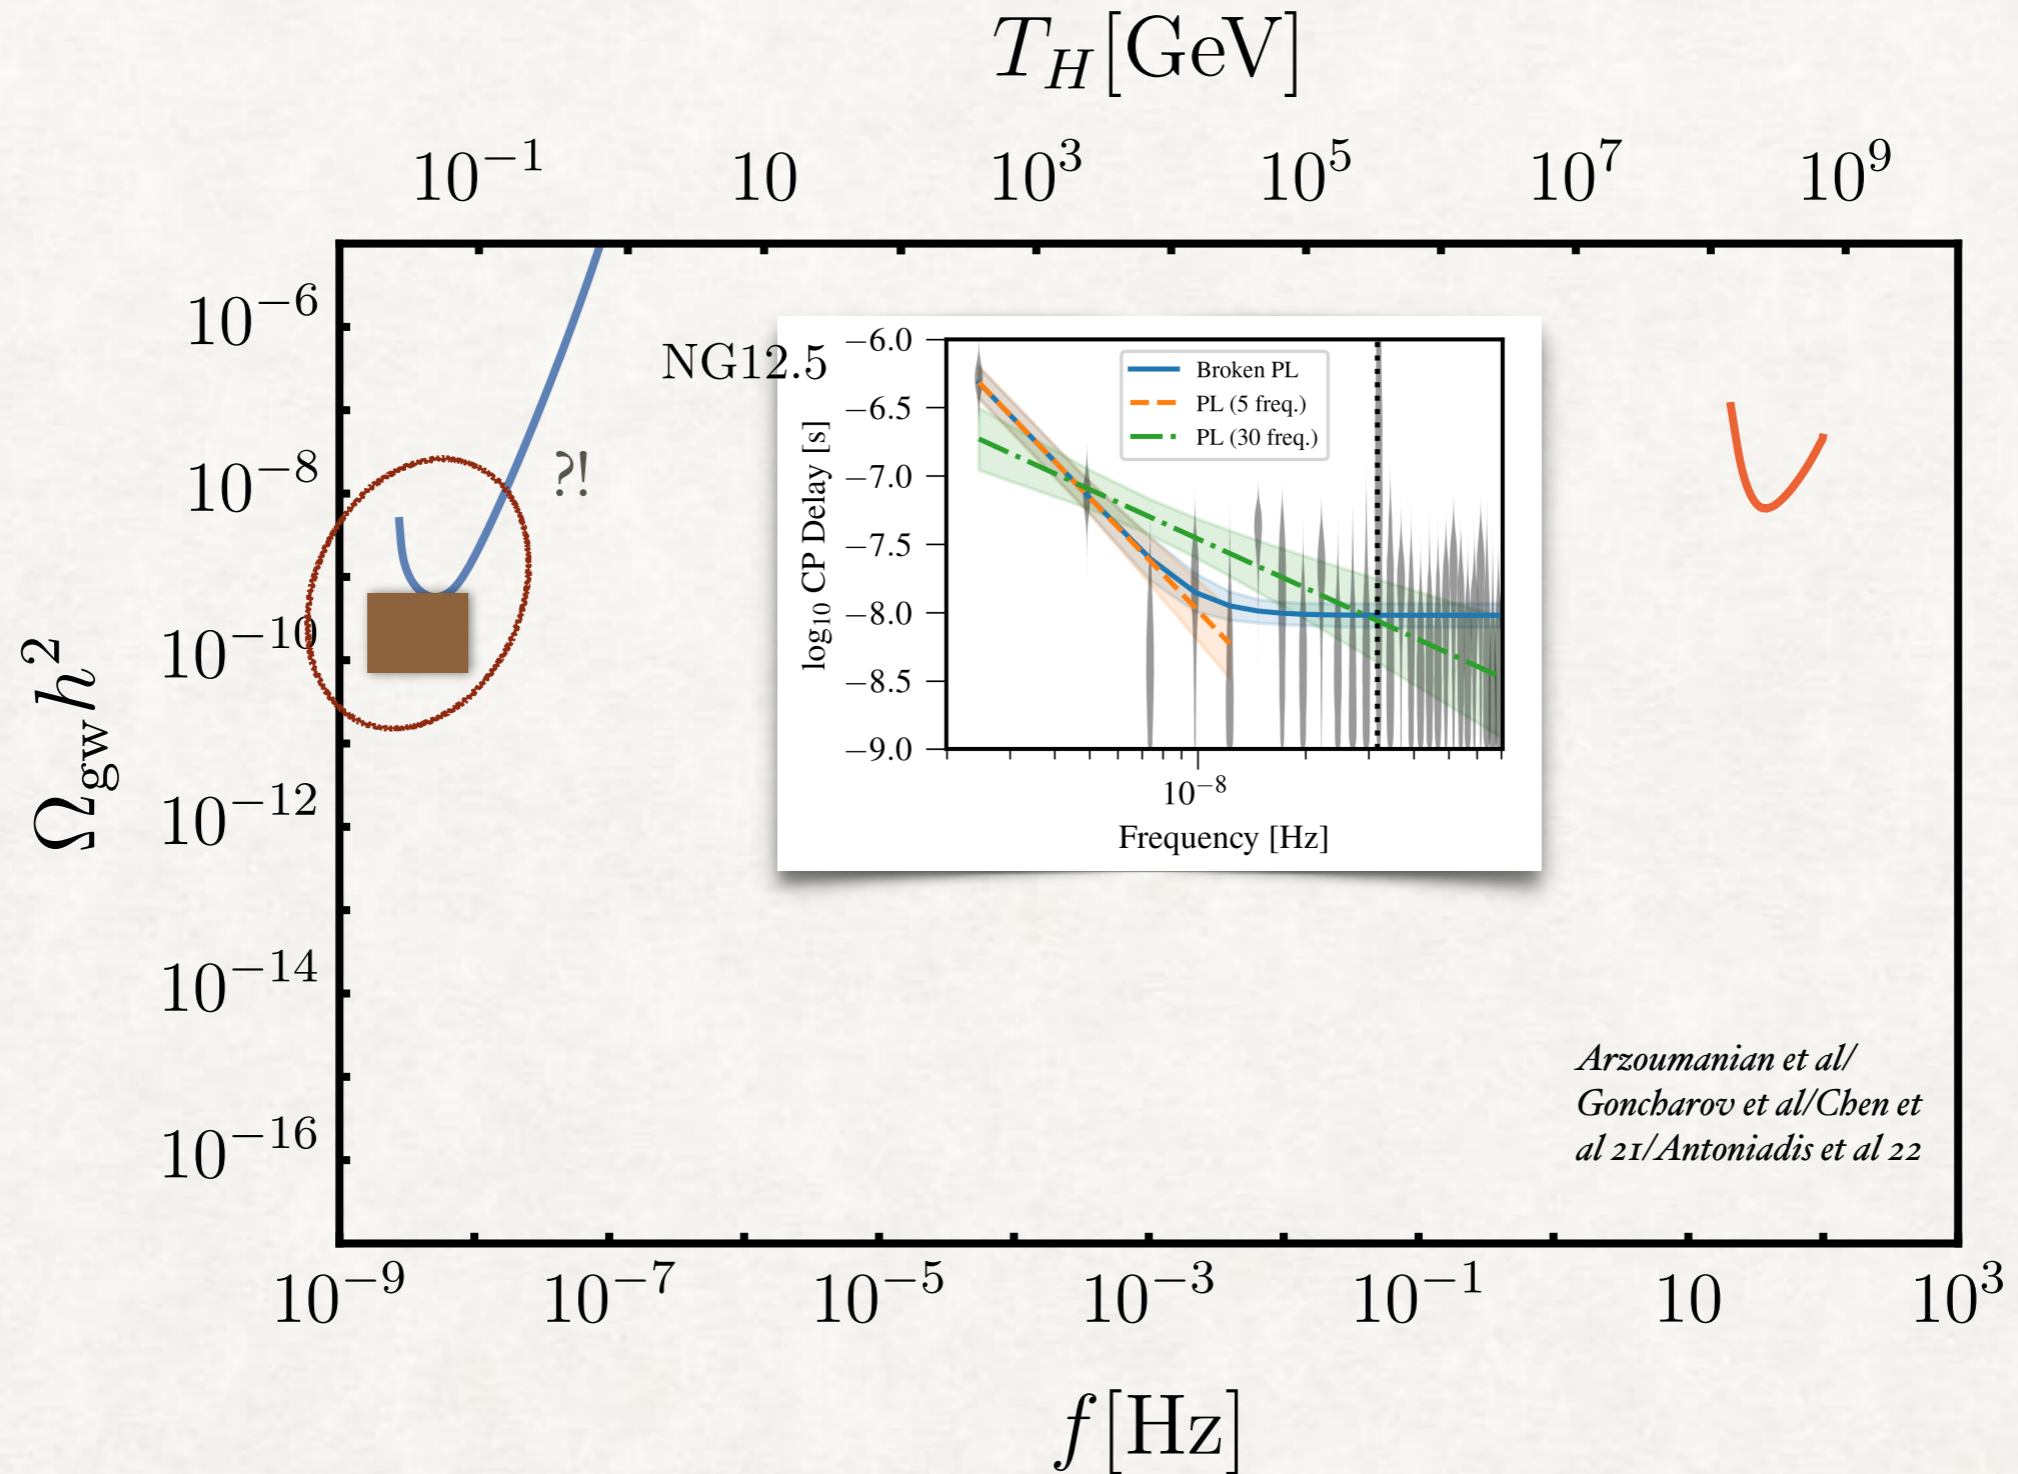 T_H[GeV]
10^{-1} 10 10^3 10^5 10^7 10^9
10^{-6}
10^{-8}
10^{-10}
10^{-12}
10^{-14}
10^{-16}
Ω_{gw}h^2
?!
NG12.5
−6.0
−6.5
−7.0
−7.5
−8.0
−8.5
−9.0
log_{10} CP Delay [s]
Broken PL
PL (5 freq.)
PL (30 freq.)
10^{-8}
Frequency [Hz]
Arzoumanian et al/
Goncharov et al/Chen et
al 21/Antoniadis et al 22
10^{-9} 10^{-7} 10^{-5} 10^{-3} 10^{-1} 10 10^3
f[Hz]